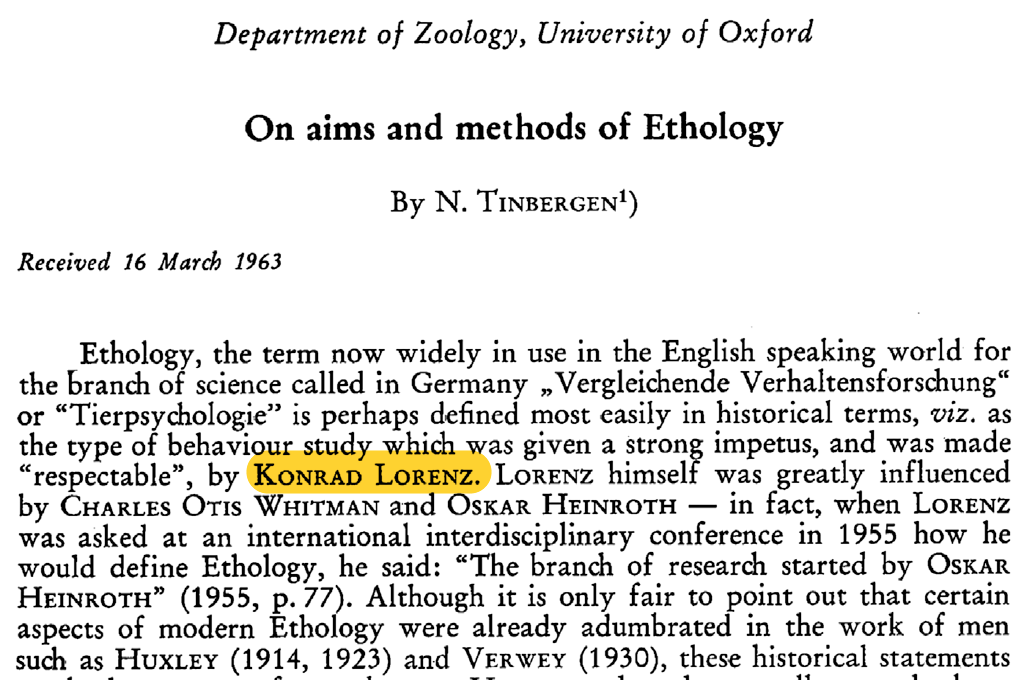 Department of Zoology, University of Oxford
On aims and methods of Ethology
By N. TINBERGEN¹)
Received 16 March 1963
Ethology, the term now widely in use in the English speaking world for
the branch of science called in Germany „Vergleichende Verhaltensforschung“
or “Tierpsychologie” is perhaps defined most easily in historical terms, viz. as
the type of behaviour study which was given a strong impetus, and was made
“respectable”, by KONRAD LORENZ. LORENZ himself was greatly influenced
by CHARLES OTIS WHITMAN and OSKAR HEINROTH — in fact, when LORENZ
was asked at an international interdisciplinary conference in 1955 how he
would define Ethology, he said: “The branch of research started by OSKAR
HEINROTH” (1955, p. 77). Although it is only fair to point out that certain
aspects of modern Ethology were already adumbrated in the work of men
such as HUXLEY (1914, 1923) and VERWEY (1930), these historical statements